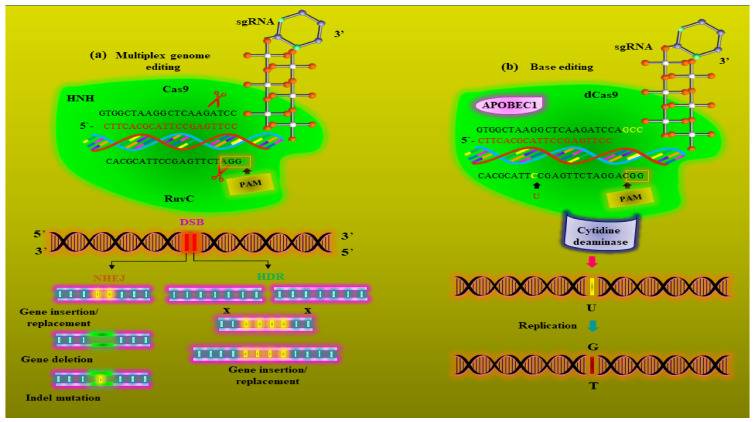 sgRNA
3’
(a) Multiplex genome
editing
Cas9
HNH
GTGGCTAAGGCTCAAGATCC
5`- CTTCACGCATTCCGAGTTCC
CACGCATTCCGAGTTCTAGG
PAM
RuvC
DSB
5’
3’
3’
5’
NHEJ
HDR
Gene insertion/
replacement
X
X
Gene deletion
Indel mutation
Gene insertion/
replacement
sgRNA
3’
(b) Base editing
dCas9
APOBEC1
GTGGCTAAGGCTCAAGATCCAGCC
5`- CTTCACGCATTCCGAGTTCC
CACGCATTCCGAGTTCTAGGACGG
U
PAM
Cytidine
deaminase
U
Replication
G
T